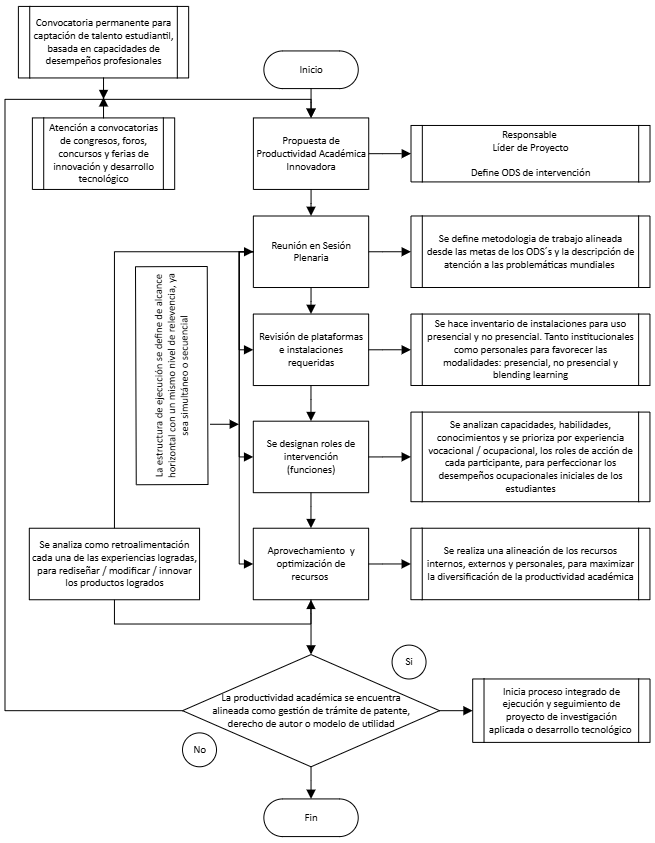 Convocatoria permanente para
captación de talento estudiantil,
basada en capacidades de
desempeños profesionales
Inicio
Atención a convocatorias
de congresos, foros,
concursos y ferias de
innovación y desarrollo
tecnológico
Propuesta de
Productividad Académica
Innovadora
Responsable
Líder de Proyecto
Define ODS de intervención
Reunión en Sesión
Plenaria
Se define metodologia de trabajo alineada
desde las metas de los ODS´s y la descripción de
atención a las problemáticas mundiales
La estructura de ejecución se define de alcance
horizontal con un mismo nivel de relevencia, ya
sea simultáneo o secuencial
Revisión de plataformas
e instalaciones
requeridas
Se hace inventario de instalaciones para uso
presencial y no presencial. Tanto institucionales
como personales para favorecer las
modalidades: presencial, no presencial y
blending learning
Se designan roles de
intervención
(funciones)
Se analizan capacidades, habilidades,
conocimientos y se prioriza por experiencia
vocacional / ocupacional, los roles de acción de
cada participante, para perfeccionar los
desempeños ocupacionales iniciales de los
estudiantes
Se analiza como retroalimentación
cada una de las experiencias logradas,
para rediseñar / modificar / innovar
los productos logrados
Aprovechamiento y
optimización de
recursos
Se realiza una alineación de los recursos
internos, externos y personales, para maximizar
la diversificación de la productividad académica
Si
La productividad académica se encuentra
alineada como gestión de trámite de patente,
derecho de autor o modelo de utilidad
Inicia proceso integrado de
ejecución y seguimiento de
proyecto de investigación
aplicada o desarrollo tecnológico
No
Fin